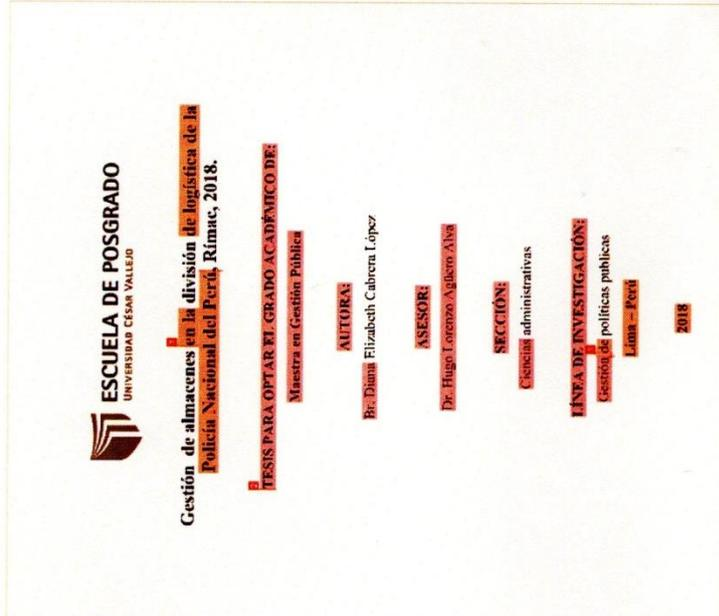 ESCUELA DE POSGRADO
UNIVERSIDAD CÉSAR VALLEJO
Gestión de almacenes en la división de logística de la
Policía Nacional del Perú, Rímac, 2018.
TESIS PARA OPTAR EL GRADO ACADÉMICO DE:
Maestra en Gestión Pública
AUTORA:
Br. Diana Elizabeth Cabrera López
ASESOR:
Dr. Hugo Lorenzo Agüero Alva
SECCIÓN:
Ciencias administrativas
LÍNEA DE INVESTIGACIÓN:
Gestión de políticas publicas
Lima – Perú
2018